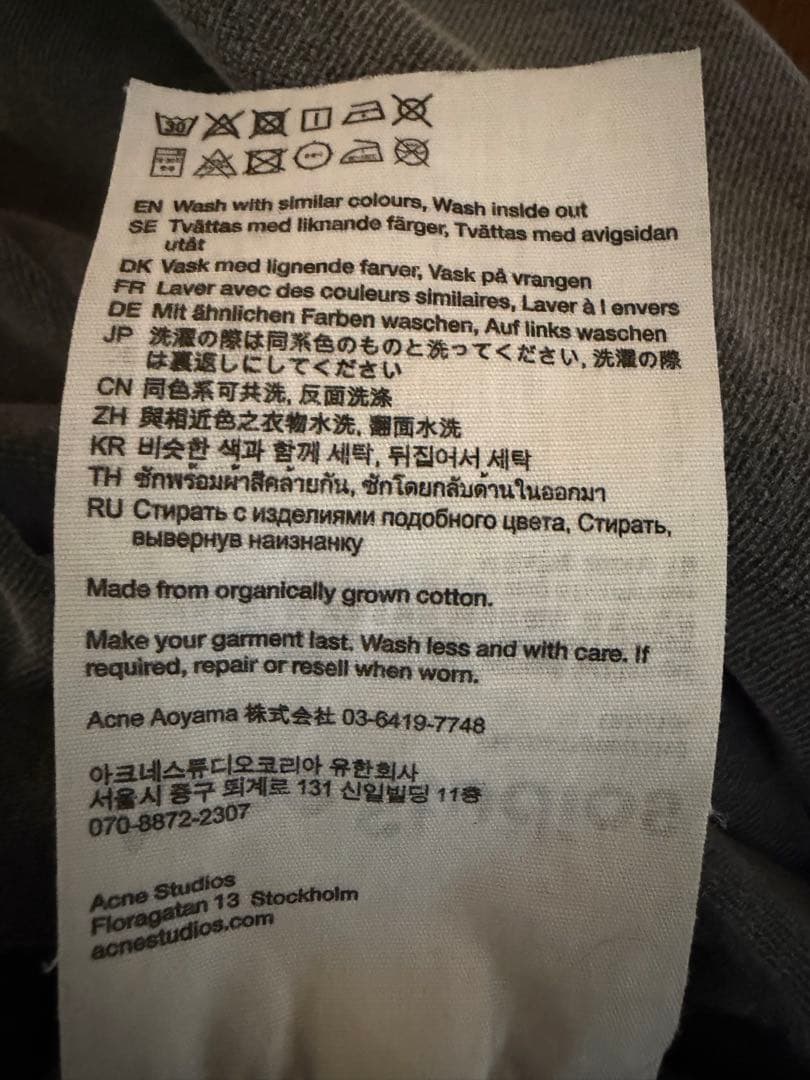 30
EN Wash with similar colours, Wash inside out
SE Tvättas med liknande färger, Tvättas med avigsidan
utåt
DK Vask med lignende farver, Vask på vrangen
FR Laver avec des couleurs similaires, Laver à l envers
DE Mit ähnlichen Farben waschen, Auf links waschen
JP 洗濯の際は同系色のものと洗ってください, 洗濯の際
は裏返しにしてください
CN 同色系可共洗, 反面洗涤
ZH 與相近色之衣物水洗, 翻面水洗
KR 비슷한 색과 함께 세탁, 뒤집어서 세탁
TH ซักพร้อมผ้าสีคล้ายกัน, ซักโดยกลับด้านในออกมา
RU Стирать с изделиями подобного цвета, Стирать,
вывернув наизнанку
Made from organically grown cotton.
Make your garment last. Wash less and with care. If
required, repair or resell when worn.
Acne Aoyama 株式会社 03-6419-7748
아크네스튜디오코리아 유한회사
서울시 중구 퇴계로 131 신일빌딩 11층
070-8872-2307
Acne Studios
Floragatan 13 Stockholm
acnestudios.com